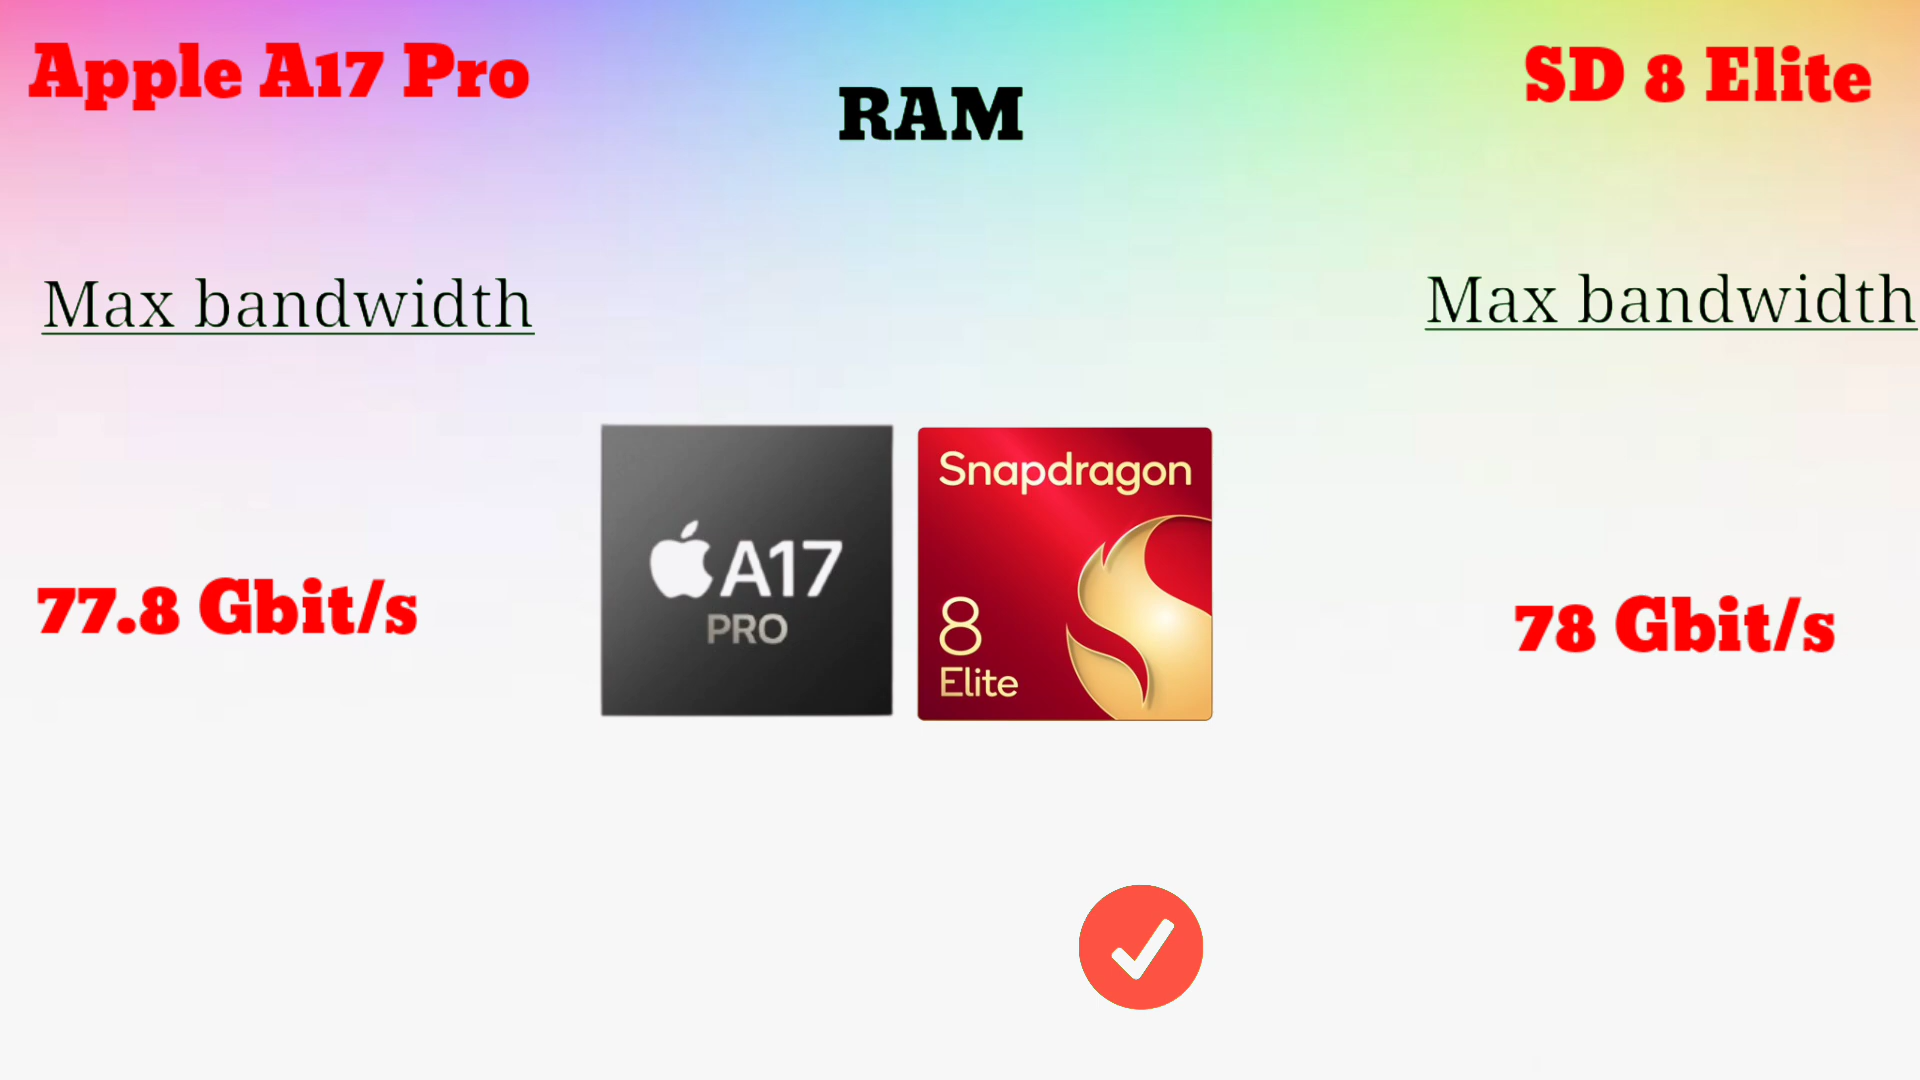 Apple A17 Pro
RAM
SD 8 Elite
Max bandwidth
Max bandwidth
77.8 Gbit/s
A17
PRO
Snapdragon
8
Elite
78 Gbit/s